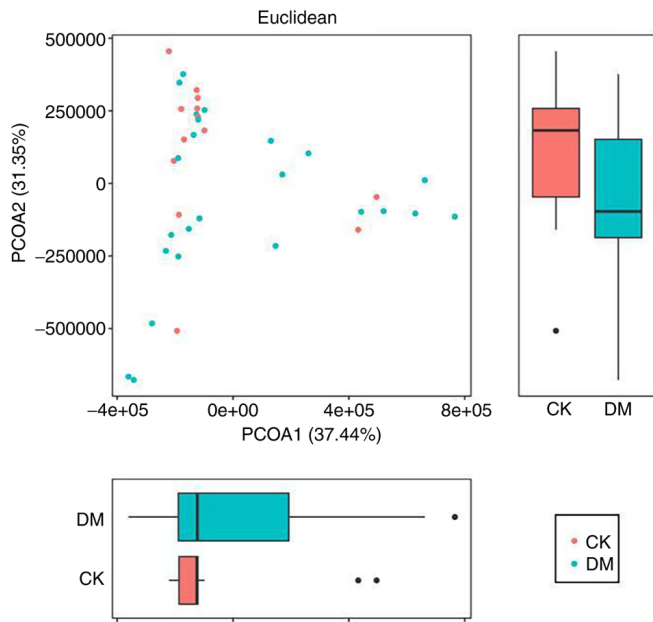 Euclidean
500000
250000
0
−250000
−500000
PCOA2 (31.35%)
−4e+05 0e+00 4e+05 8e+05
PCOA1 (37.44%)
CK DM
DM
CK
CK
DM